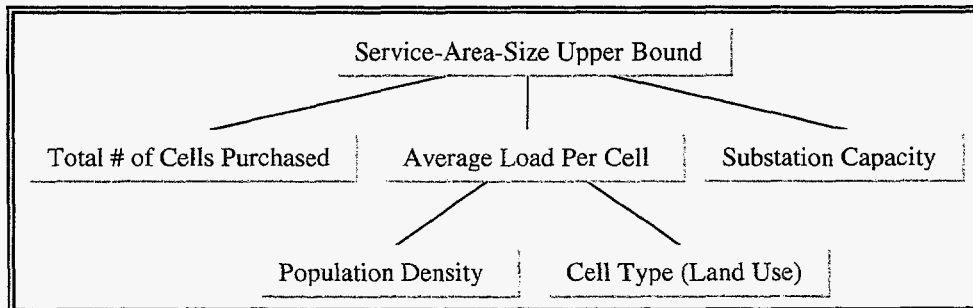 Service-Area-Size Upper Bound
Total # of Cells Purchased
Average Load Per Cell
Substation Capacity
Population Density
Cell Type (Land Use)